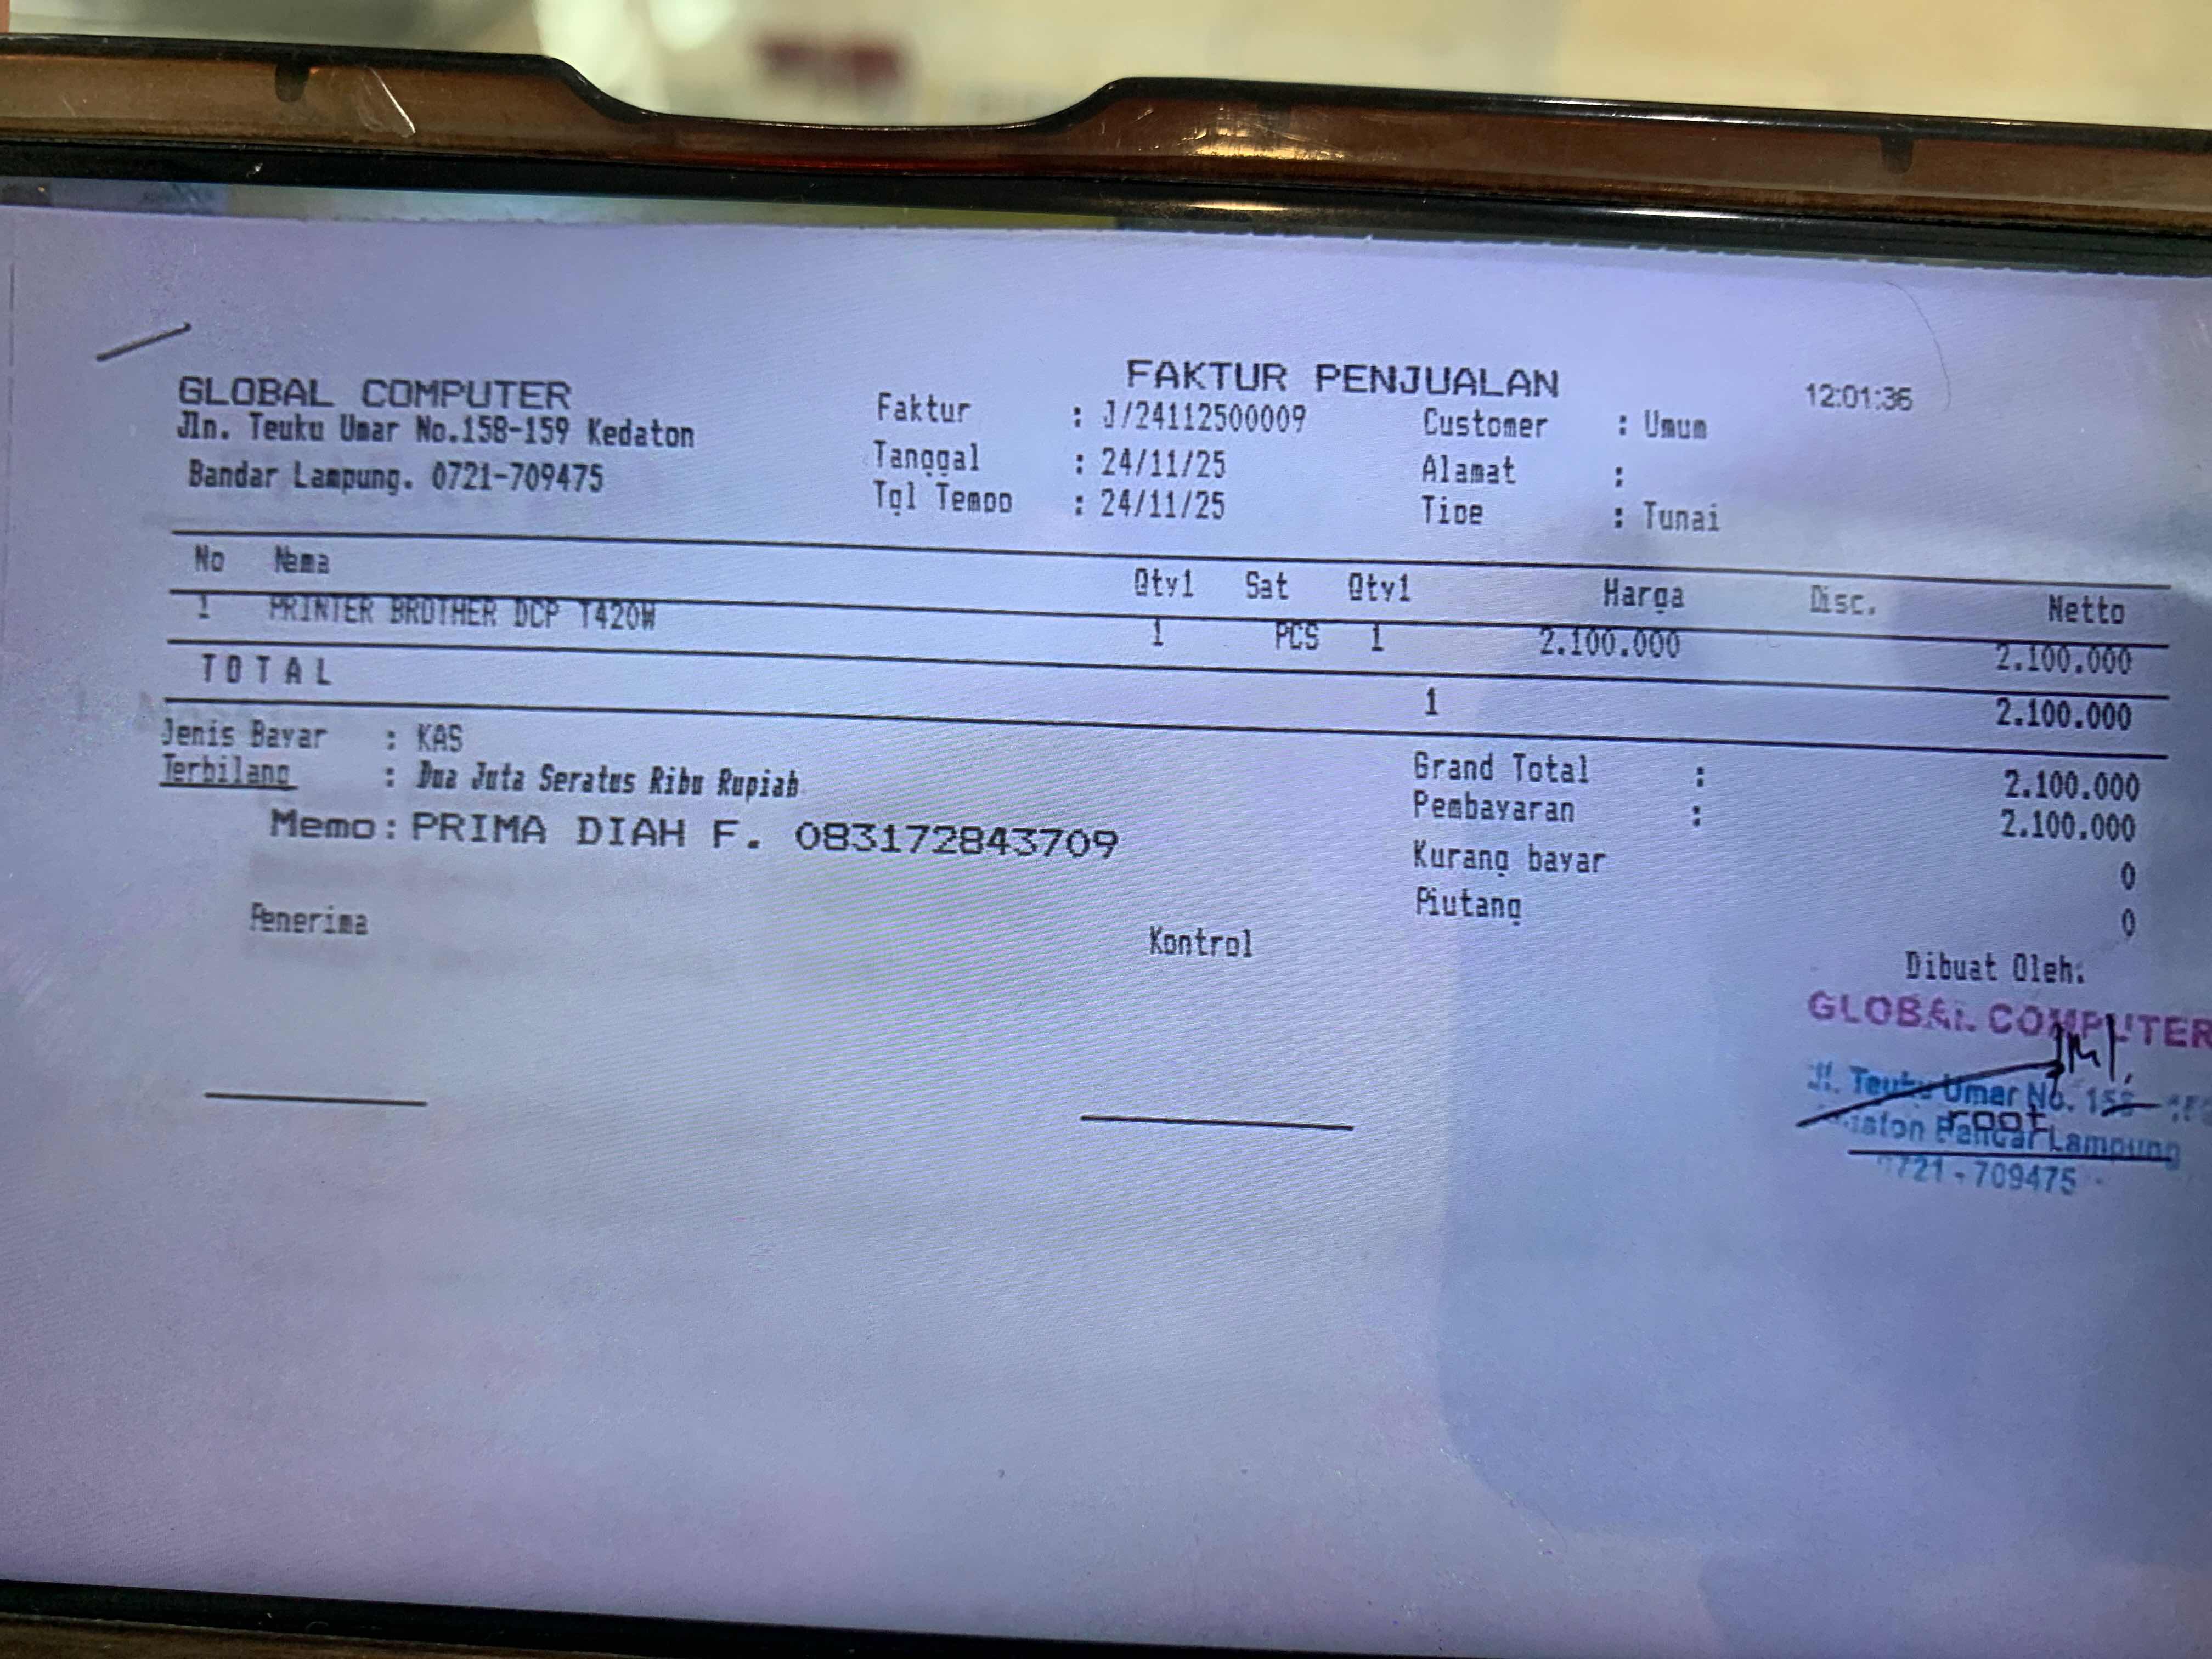 FAKTUR PENJUALAN 12:01:36
GLOBAL COMPUTER
Jln. Teuku Umar No.158-159 Kedaton
Bandar Lampung. 0721-709475
Faktur : J/24112500009
Tanggal : 24/11/25
Tgl Tempo : 24/11/25
Customer : Umum
Alamat :
Tipe : Tunai
No Nama Qty1 Sat Qty1 Harga Disc. Netto
1 PRINTER BROTHER DCP T420W 1 PCS 1 2.100.000 2.100.000
TOTAL 1 2.100.000
Jenis Bayar : KAS
Terbilang : Dua Juta Seratus Ribu Rupiah
Memo: PRIMA DIAH F. 083172843709
Grand Total : 2.100.000
Pembayaran : 2.100.000
Kurang bayar 0
Piutang 0
Penerima Kontrol Dibuat Oleh:
GLOBAL COMPUTER
Jl. Teuku Umar No.
root
Bandar Lampung
0721 - 709475